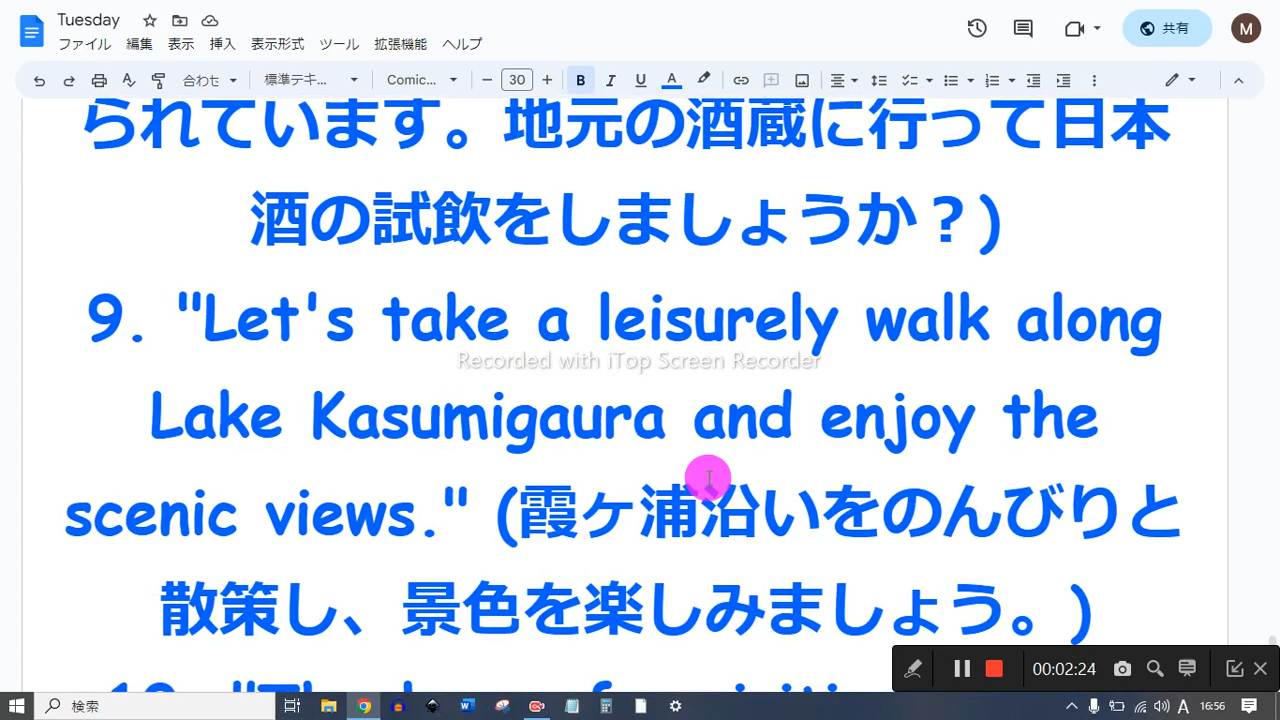 Tuesday
ファイル 編集 表示 挿入 表示形式 ツール 拡張機能 ヘルプ
共有
M
合わせ 標準テキ... Comic... 30 B I U A
られています。地元の酒蔵に行って日本
酒の試飲をしましょうか？)
9. "Let's take a leisurely walk along
Recorded with iTop Screen Recorder
Lake Kasumigaura and enjoy the
scenic views." (霞ヶ浦沿いをのんびりと
散策し、景色を楽しみましょう。)
00:02:24
検索
A 16:56